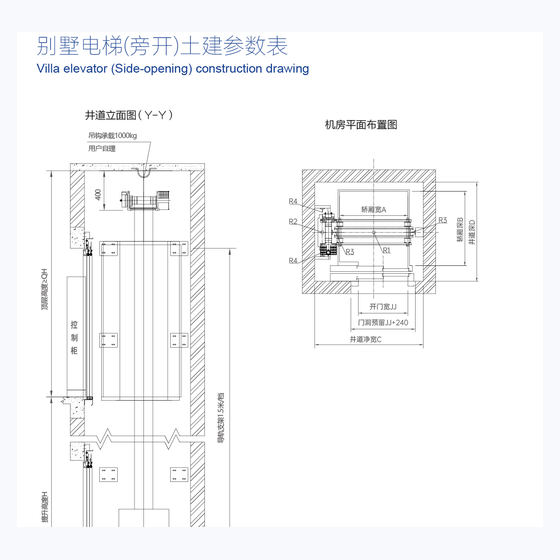 别墅电梯(旁开)土建参数表
Villa elevator (Side-opening) construction drawing
井道立面图(Y-Y)
机房平面布置图
吊钩承载1000kg
用户自理
400
顶层高度≥QH
控制柜
导轨支架1.5米/档
提升高度H
R4
R2
R4
轿厢宽A
R3
R1
R3
轿厢深B
井道深D
开门宽JJ
门洞预留JJ+240
井道净宽C